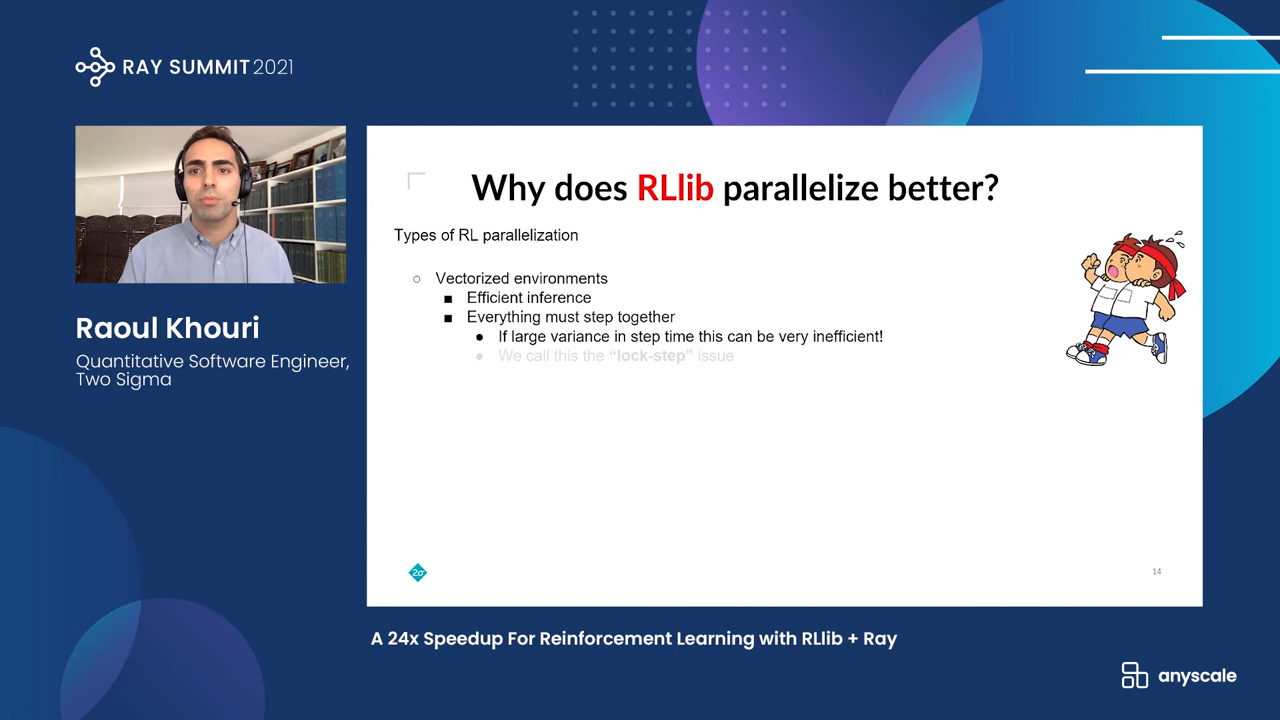 RAY SUMMIT 2021
Why does RLlib parallelize better?
Types of RL parallelization
Vectorized environments
Efficient inference
Everything must step together
If large variance in step time this can be very inefficient!
We call this the “lock-step” issue
2σ
14
Raoul Khouri
Quantitative Software Engineer,
Two Sigma
A 24x Speedup For Reinforcement Learning with RLlib + Ray
anyscale